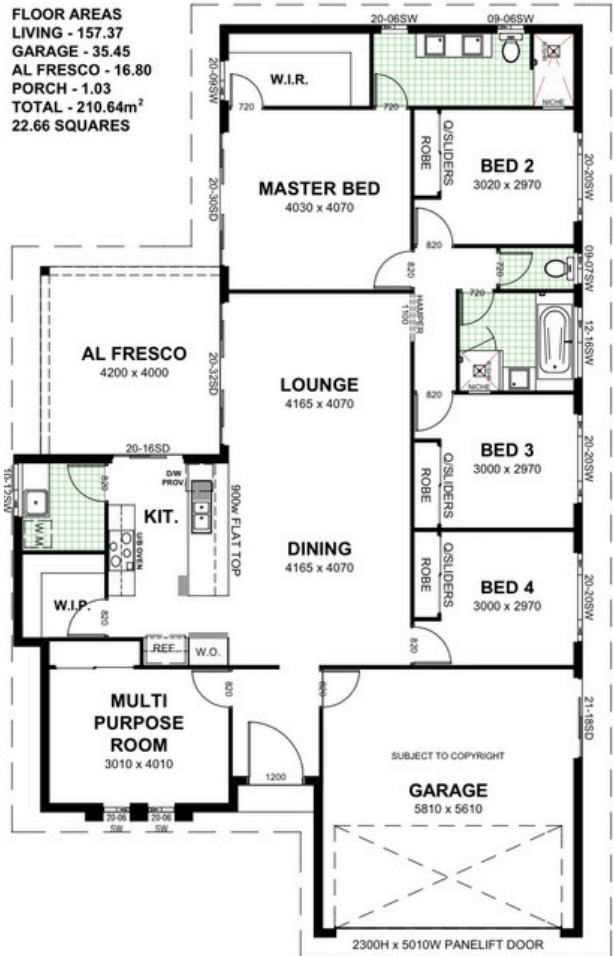 FLOOR AREAS
LIVING - 157.37
GARAGE - 35.45
AL FRESCO - 16.80
PORCH - 1.03
TOTAL - 210.64m²
22.66 SQUARES
20-06SW
09-06SW
20-09SW
W.I.R.
720
720
NICHE
20-30SD
MASTER BED
4030 x 4070
ROBE
Q/SLIDERS
BED 2
3020 x 2970
20-20SW
820
820
720
09-07SW
720
HAMPER
1100
12-16SW
NICHE
820
AL FRESCO
4200 x 4000
20-32SD
LOUNGE
4165 x 4070
20-16SD
10-12SW
W.M.
820
D/W
PROV.
KIT.
U/B OVEN
900w FLAT TOP
ROBE
Q/SLIDERS
BED 3
3000 x 2970
20-20SW
DINING
4165 x 4070
ROBE
Q/SLIDERS
BED 4
3000 x 2970
20-20SW
W.I.P.
820
REF.
W.O.
820
MULTI
PURPOSE
ROOM
3010 x 4010
820
820
1200
20-06
SW
20-06
SW
21-18SD
SUBJECT TO COPYRIGHT
GARAGE
5810 x 5610
2300H x 5010W PANELIFT DOOR